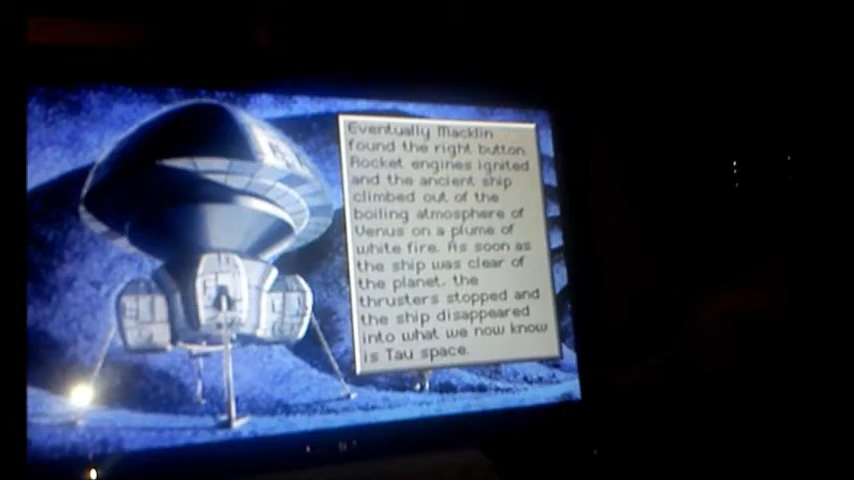 Eventually Macklin
found the right button.
Rocket engines ignited
and the ancient ship
climbed out of the
boiling atmosphere of
Venus on a plume of
white fire. As soon as
the ship was clear of
the planet, the
thrusters stopped and
the ship disappeared
into what we now know
is Tau space.